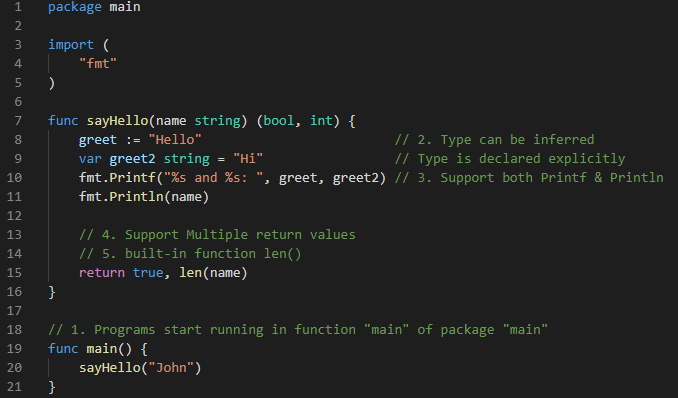 1 package main
2
3 import (
4     "fmt"
5 )
6
7 func sayHello(name string) (bool, int) {
8     greet := "Hello"                         // 2. Type can be inferred
9     var greet2 string = "Hi"                 // Type is declared explicitly
10     fmt.Printf("%s and %s: ", greet, greet2) // 3. Support both Printf & Println
11     fmt.Println(name)
12
13     // 4. Support Multiple return values
14     // 5. built-in function len()
15     return true, len(name)
16 }
17
18 // 1. Programs start running in function "main" of package "main"
19 func main() {
20     sayHello("John")
21 }